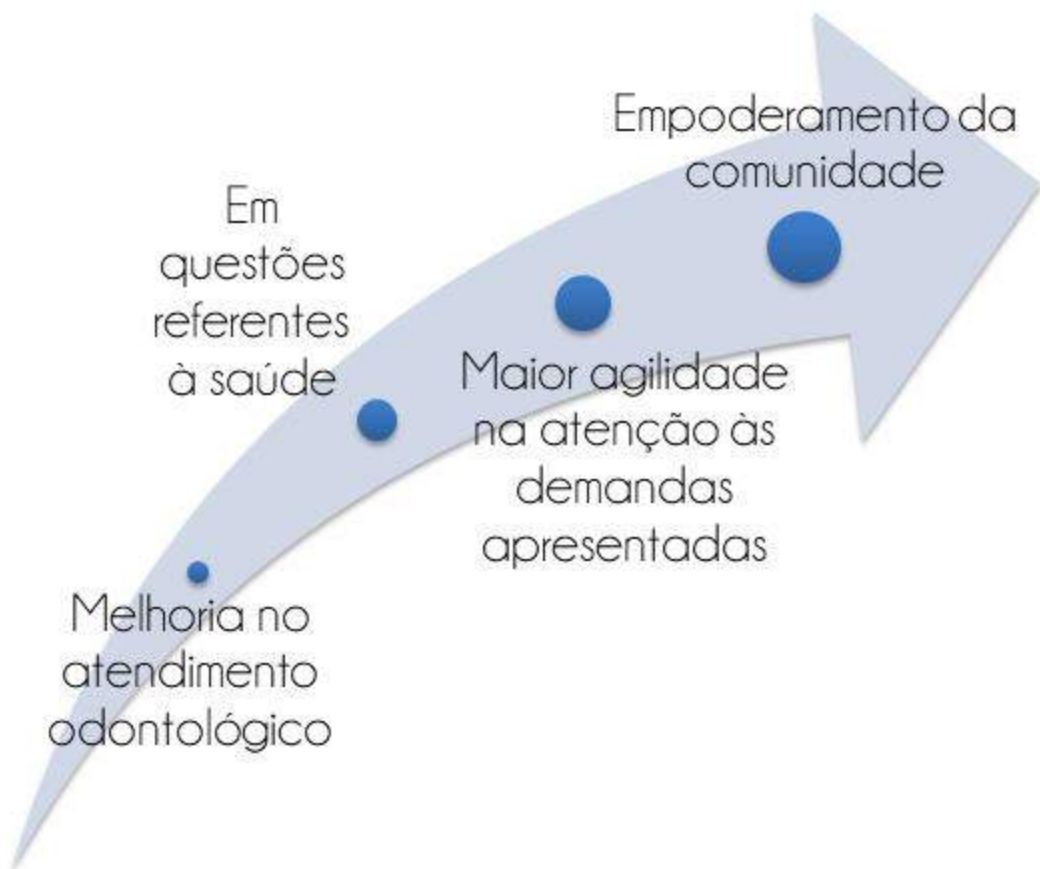 Empoderamento da
comunidade
Em
questões
referentes
à saúde
Maior agilidade
na atenção às
demandas
apresentadas
Melhoria no
atendimento
odontológico